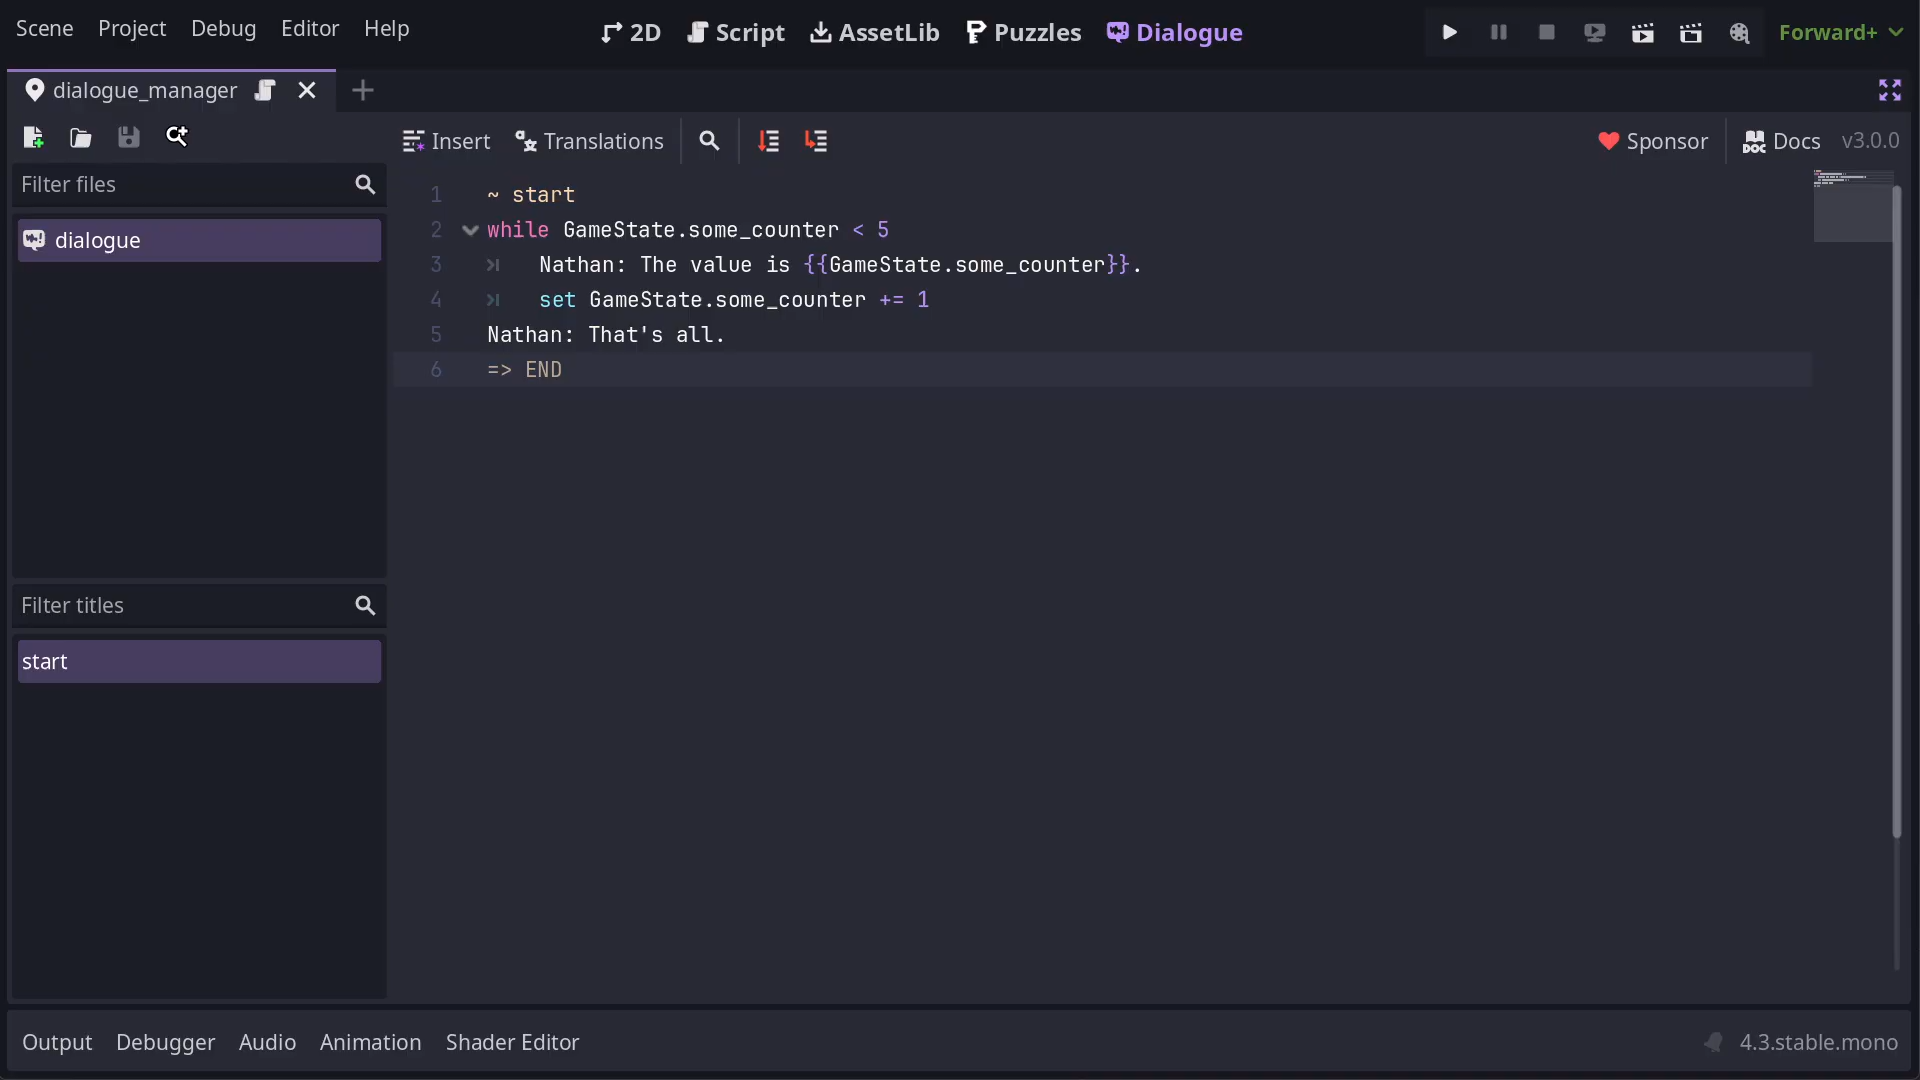 Scene Project Debug Editor Help 2D Script AssetLib Puzzles Dialogue Forward+
dialogue_manager
Insert Translations Sponsor DOC Docs v3.0.0
Filter files
dialogue
1 ~ start
2 while GameState.some_counter < 5
3 Nathan: The value is {{GameState.some_counter}}.
4 set GameState.some_counter += 1
5 Nathan: That's all.
6 => END
Filter titles
start
Output Debugger Audio Animation Shader Editor 4.3.stable.mono